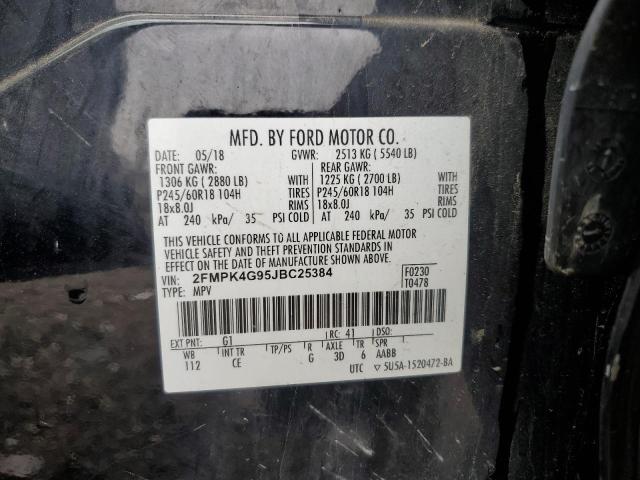 MFD. BY FORD MOTOR CO.
DATE: 05/18 GVWR: 2513 KG ( 5540 LB)
FRONT GAWR: REAR GAWR:
1306 KG ( 2880 LB) WITH 1225 KG ( 2700 LB) WITH
P245/60R18 104H TIRES P245/60R18 104H TIRES
18x8.0J RIMS 18x8.0J RIMS
AT 240 kPa/ 35 PSI COLD AT 240 kPa/ 35 PSI COLD
THIS VEHICLE CONFORMS TO ALL APPLICABLE FEDERAL MOTOR
VEHICLE SAFETY AND THEFT PREVENTION STANDARDS IN
EFFECT ON THE DATE OF MANUFACTURE SHOWN ABOVE.
VIN: 2FMPK4G95JBC25384 F0230
TYPE: MPV T0478
EXT PNT: G1 RC: 41 DSO:
WB INT TR TP/PS R AXLE TR SPR
112 CE G 3D 6 AABB
UTC ▽5U5A-1520472-BA